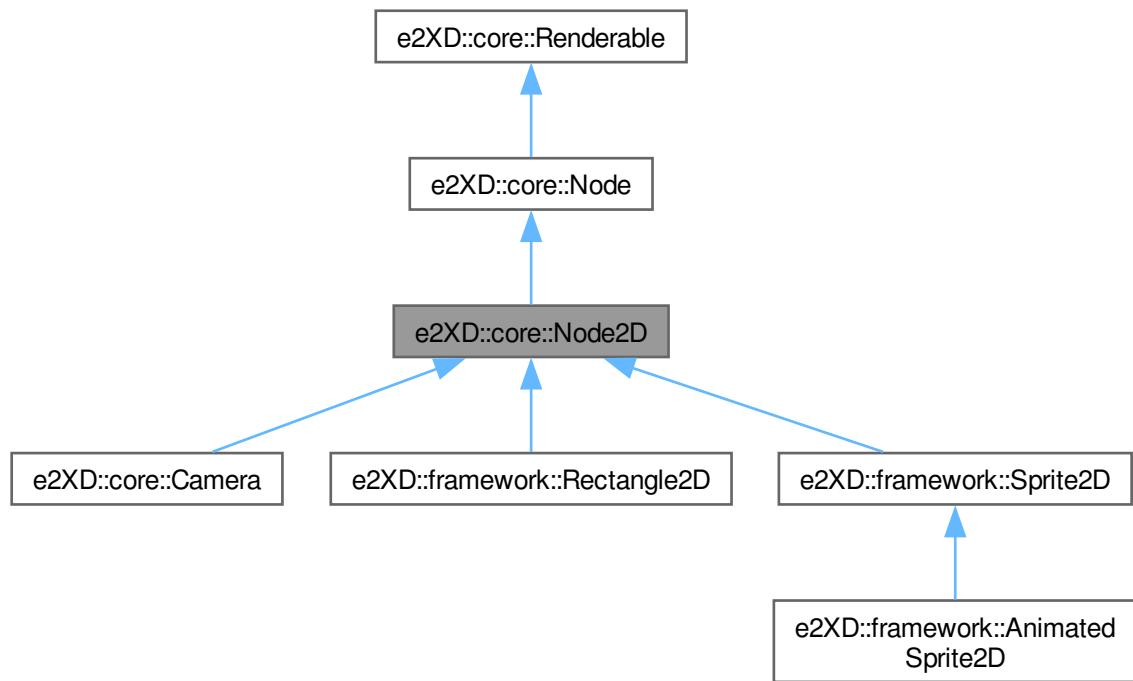 e2XD::core::Renderable
e2XD::core::Node
e2XD::core::Node2D
e2XD::core::Camera
e2XD::framework::Rectangle2D
e2XD::framework::Sprite2D
e2XD::framework::Animated
Sprite2D